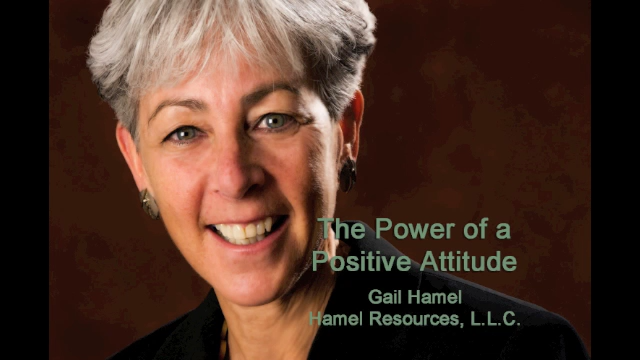 The Power of a
Positive Attitude
Gail Hamel
Hamel Resources, L.L.C.